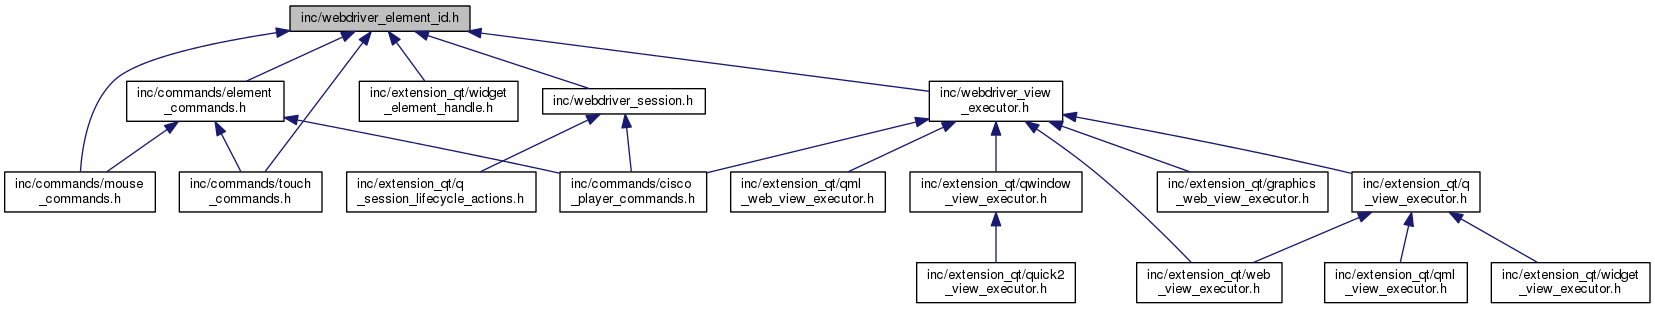 inc/webdriver_element_id.h
inc/commands/element
_commands.h
inc/extension_qt/widget
_element_handle.h
inc/webdriver_session.h
inc/webdriver_view
_executor.h
inc/commands/mouse
_commands.h
inc/commands/touch
_commands.h
inc/extension_qt/q
_session_lifecycle_actions.h
inc/commands/cisco
_player_commands.h
inc/extension_qt/qml
_web_view_executor.h
inc/extension_qt/qwindow
_view_executor.h
inc/extension_qt/graphics
_web_view_executor.h
inc/extension_qt/q
_view_executor.h
inc/extension_qt/quick2
_view_executor.h
inc/extension_qt/web
_view_executor.h
inc/extension_qt/qml
_view_executor.h
inc/extension_qt/widget
_view_executor.h